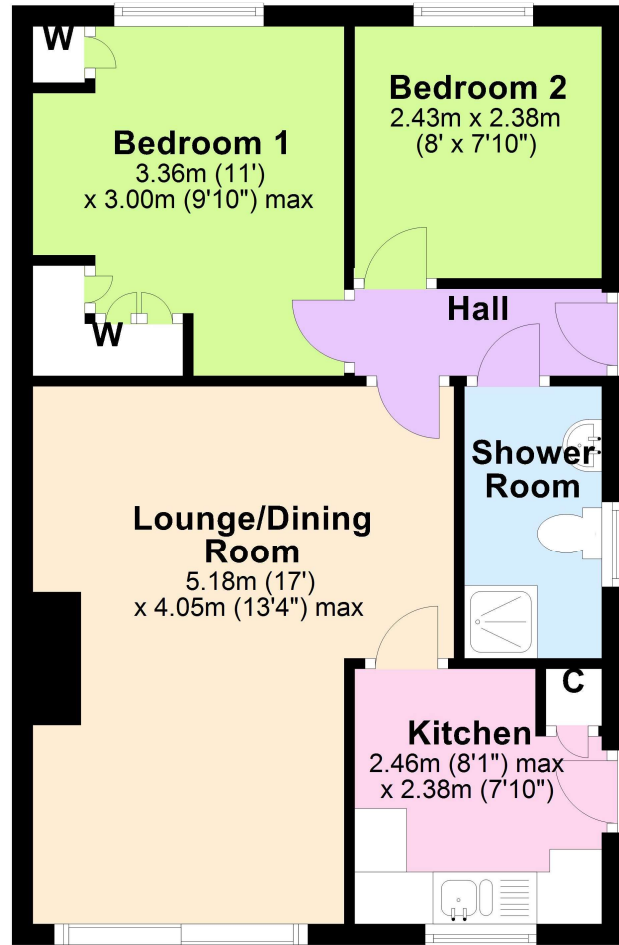 W
Bedroom 1
3.36m (11')
x 3.00m (9'10") max
Bedroom 2
2.43m x 2.38m
(8' x 7'10")
W
Hall
Lounge/Dining
Room
5.18m (17')
x 4.05m (13'4") max
Shower
Room
C
Kitchen
2.46m (8'1") max
x 2.38m (7'10")